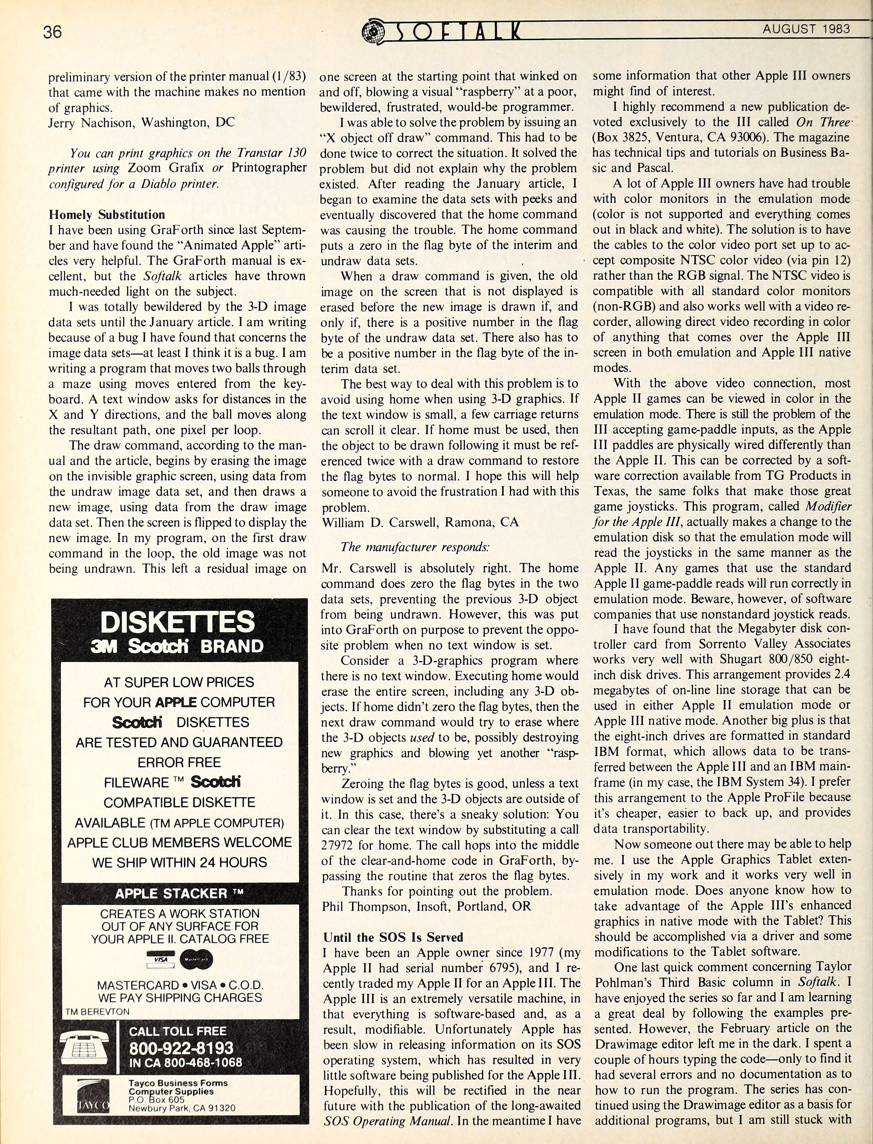 36
SOFTALK
AUGUST 1983
preliminary version of the printer manual (1/83)
that came with the machine makes no mention
of graphics.
Jerry Nachison, Washington, DC
You can print graphics on the Transtar 130
printer using Zoom Grafix or Printographer
configured for a Diablo printer.
Homely Substitution
I have been using GraForth since last Septem-
ber and have found the "Animated Apple" arti-
cles very helpful. The GraForth manual is ex-
cellent, but the Softalk articles have thrown
much-needed light on the subject.
I was totally bewildered by the 3-D image
data sets until the January article. I am writing
because of a bug I have found that concerns the
image data sets—at least I think it is a bug. I am
writing a program that moves two balls through
a maze using moves entered from the key-
board. A text window asks for distances in the
X and Y directions, and the ball moves along
the resultant path, one pixel per loop.
The draw command, according to the man-
ual and the article, begins by erasing the image
on the invisible graphic screen, using data from
the undraw image data set, and then draws a
new image, using data from the draw image
data set. Then the screen is flipped to display the
new image. In my program, on the first draw
command in the loop, the old image was not
being undrawn. This left a residual image on
DISKETTES
3M Scotch BRAND
AT SUPER LOW PRICES
FOR YOUR APPLE COMPUTER
Scotch DISKETTES
ARE TESTED AND GUARANTEED
ERROR FREE
FILEWARE ™ Scotch
COMPATIBLE DISKETTE
AVAILABLE (TM APPLE COMPUTER)
APPLE CLUB MEMBERS WELCOME
WE SHIP WITHIN 24 HOURS
APPLE STACKER ™
CREATES A WORK STATION
OUT OF ANY SURFACE FOR
YOUR APPLE II. CATALOG FREE
VISA MasterCard
MASTERCARD • VISA • C.O.D.
WE PAY SHIPPING CHARGES
TM BEREVTON
CALL TOLL FREE
800-922-8193
IN CA 800-468-1068
TAYCO
Tayco Business Forms
Computer Supplies
P.O. Box 605
Newbury Park, CA 91320
one screen at the starting point that winked on
and off, blowing a visual "raspberry" at a poor,
bewildered, frustrated, would-be programmer.
I was able to solve the problem by issuing an
"X object off draw" command. This had to be
done twice to correct the situation. It solved the
problem but did not explain why the problem
existed. After reading the January article, I
began to examine the data sets with peeks and
eventually discovered that the home command
was causing the trouble. The home command
puts a zero in the flag byte of the interim and
undraw data sets.
When a draw command is given, the old
image on the screen that is not displayed is
erased before the new image is drawn if, and
only if, there is a positive number in the flag
byte of the undraw data set. There also has to
be a positive number in the flag byte of the in-
terim data set.
The best way to deal with this problem is to
avoid using home when using 3-D graphics. If
the text window is small, a few carriage returns
can scroll it clear. If home must be used, then
the object to be drawn following it must be ref-
erenced twice with a draw command to restore
the flag bytes to normal. I hope this will help
someone to avoid the frustration I had with this
problem.
William D. Carswell, Ramona, CA
The manufacturer responds:
Mr. Carswell is absolutely right. The home
command does zero the flag bytes in the two
data sets, preventing the previous 3-D object
from being undrawn. However, this was put
into GraForth on purpose to prevent the oppo-
site problem when no text window is set.
Consider a 3-D-graphics program where
there is no text window. Executing home would
erase the entire screen, including any 3-D ob-
jects. If home didn't zero the flag bytes, then the
next draw command would try to erase where
the 3-D objects used to be, possibly destroying
new graphics and blowing yet another "rasp-
berry."
Zeroing the flag bytes is good, unless a text
window is set and the 3-D objects are outside of
it. In this case, there's a sneaky solution: You
can clear the text window by substituting a call
27972 for home. The call hops into the middle
of the clear-and-home code in GraForth, by-
passing the routine that zeros the flag bytes.
Thanks for pointing out the problem.
Phil Thompson, Insoft, Portland, OR
Until the SOS Is Served
I have been an Apple owner since 1977 (my
Apple II had serial number 6795), and I re-
cently traded my Apple II for an Apple III. The
Apple III is an extremely versatile machine, in
that everything is software-based and, as a
result, modifiable. Unfortunately Apple has
been slow in releasing information on its SOS
operating system, which has resulted in very
little software being published for the Apple III.
Hopefully, this will be rectified in the near
future with the publication of the long-awaited
SOS Operating Manual. In the meantime I have
some information that other Apple III owners
might find of interest.
I highly recommend a new publication de-
voted exclusively to the III called On Three
(Box 3825, Ventura, CA 93006). The magazine
has technical tips and tutorials on Business Ba-
sic and Pascal.
A lot of Apple III owners have had trouble
with color monitors in the emulation mode
(color is not supported and everything comes
out in black and white). The solution is to have
the cables to the color video port set up to ac-
cept composite NTSC color video (via pin 12)
rather than the RGB signal. The NTSC video is
compatible with all standard color monitors
(non-RGB) and also works well with a video re-
corder, allowing direct video recording in color
of anything that comes over the Apple III
screen in both emulation and Apple III native
modes.
With the above video connection, most
Apple II games can be viewed in color in the
emulation mode. There is still the problem of the
III accepting game-paddle inputs, as the Apple
III paddles are physically wired differently than
the Apple II. This can be corrected by a soft-
ware correction available from TG Products in
Texas, the same folks that make those great
game joysticks. This program, called Modifier
for the Apple III, actually makes a change to the
emulation disk so that the emulation mode will
read the joysticks in the same manner as the
Apple II. Any games that use the standard
Apple II game-paddle reads will run correctly in
emulation mode. Beware, however, of software
companies that use nonstandard joystick reads.
I have found that the Megabyter disk con-
troller card from Sorrento Valley Associates
works very well with Shugart 800/850 eight-
inch disk drives. This arrangement provides 2.4
megabytes of on-line line storage that can be
used in either Apple II emulation mode or
Apple III native mode. Another big plus is that
the eight-inch drives are formatted in standard
IBM format, which allows data to be trans-
ferred between the Apple III and an IBM main-
frame (in my case, the IBM System 34). I prefer
this arrangement to the Apple ProFile because
it's cheaper, easier to back up, and provides
data transportability.
Now someone out there may be able to help
me. I use the Apple Graphics Tablet exten-
sively in my work and it works very well in
emulation mode. Does anyone know how to
take advantage of the Apple III's enhanced
graphics in native mode with the Tablet? This
should be accomplished via a driver and some
modifications to the Tablet software.
One last quick comment concerning Taylor
Pohlman's Third Basic column in Softalk. I
have enjoyed the series so far and I am learning
a great deal by following the examples pre-
sented. However, the February article on the
Drawimage editor left me in the dark. I spent a
couple of hours typing the code—only to find it
had several errors and no documentation as to
how to run the program. The series has con-
tinued using the Drawimage editor as a basis for
additional programs, but I am still stuck with